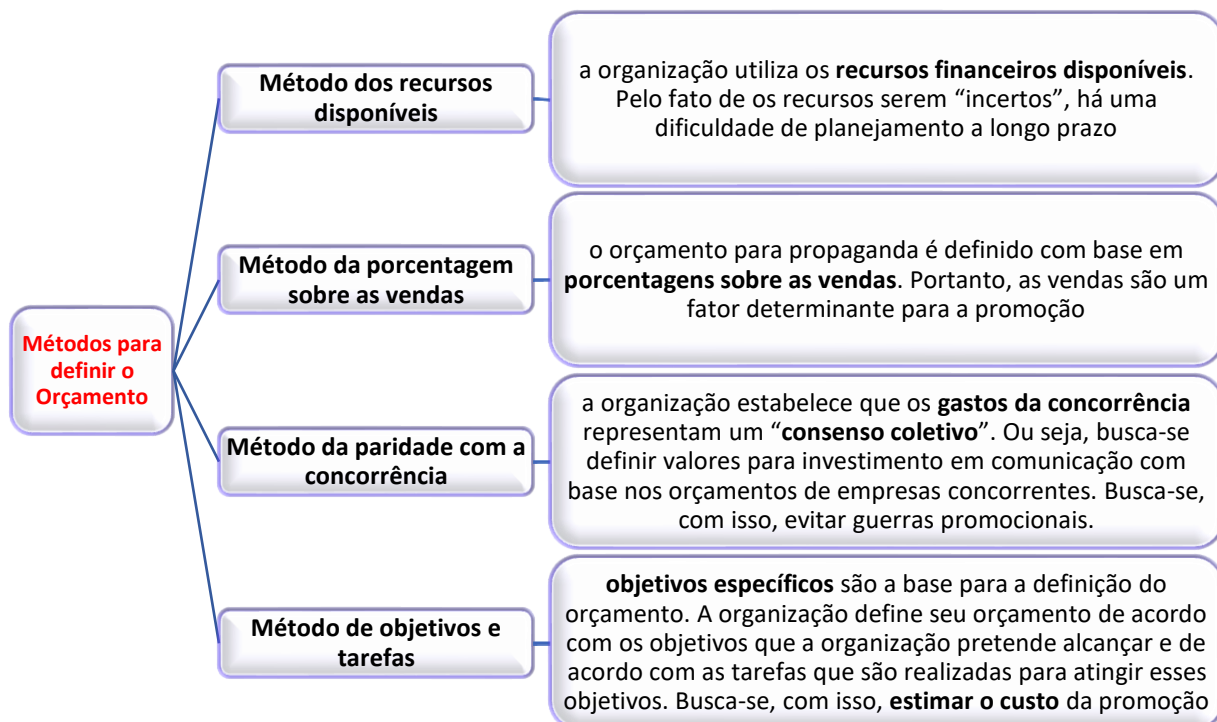 Métodos para
definir o
Orçamento
Método dos recursos
disponíveis
a organização utiliza os recursos financeiros disponíveis.
Pelo fato de os recursos serem “incertos”, há uma
dificuldade de planejamento a longo prazo
Método da porcentagem
sobre as vendas
o orçamento para propaganda é definido com base em
porcentagens sobre as vendas. Portanto, as vendas são um
fator determinante para a promoção
Método da paridade com a
concorrência
a organização estabelece que os gastos da concorrência
representam um “consenso coletivo”. Ou seja, busca-se
definir valores para investimento em comunicação com
base nos orçamentos de empresas concorrentes. Busca-se,
com isso, evitar guerras promocionais.
Método de objetivos e
tarefas
objetivos específicos são a base para a definição do
orçamento. A organização define seu orçamento de acordo
com os objetivos que a organização pretende alcançar e de
acordo com as tarefas que são realizadas para atingir esses
objetivos. Busca-se, com isso, estimar o custo da promoção